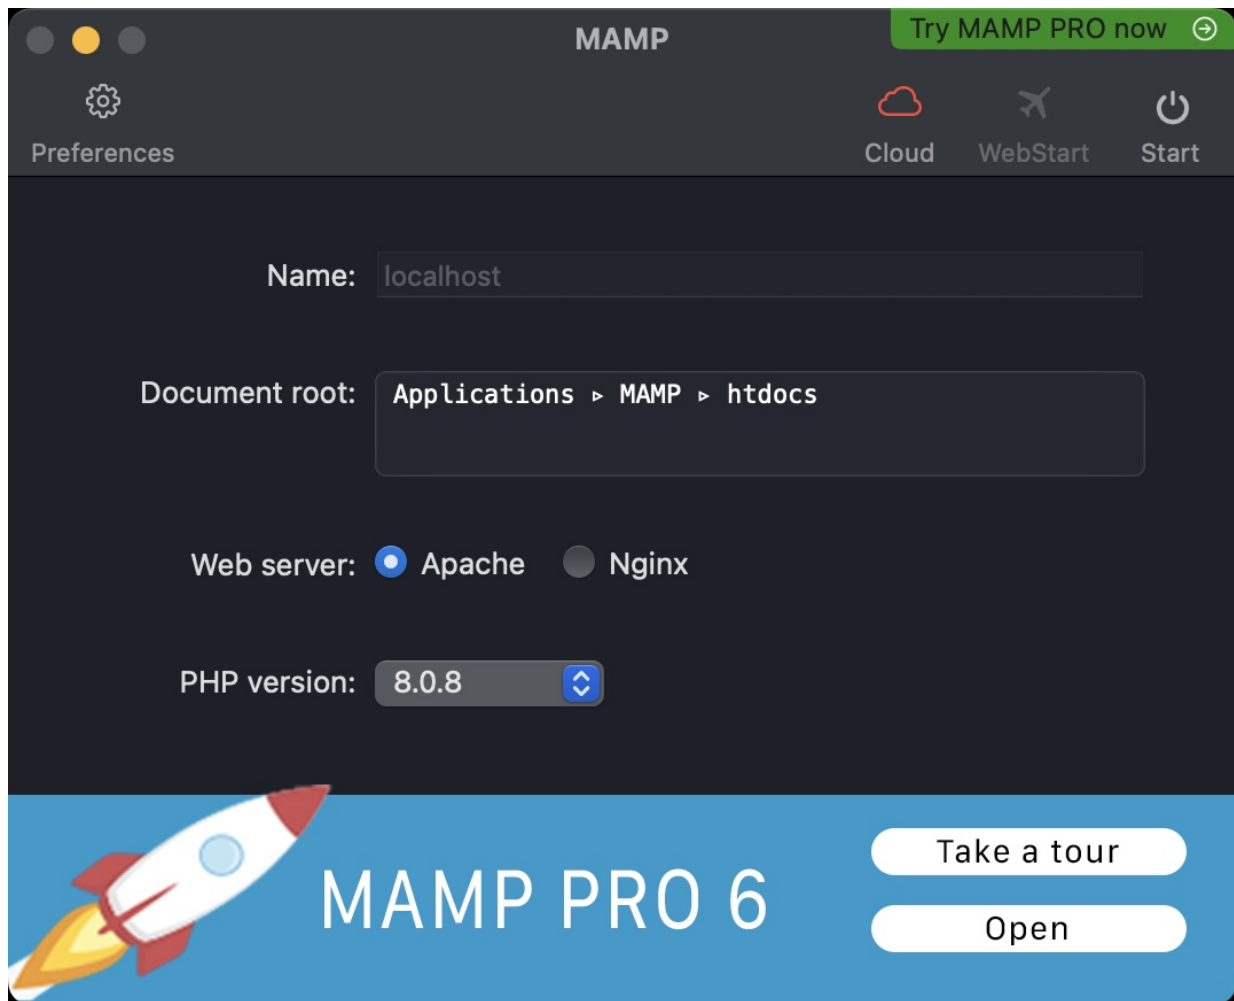 MAMP
Try MAMP PRO now
Preferences
Cloud
WebStart
Start
Name: localhost
Document root: Applications ▹ MAMP ▹ htdocs
Web server: Apache Nginx
PHP version: 8.0.8
MAMP PRO 6
Take a tour
Open